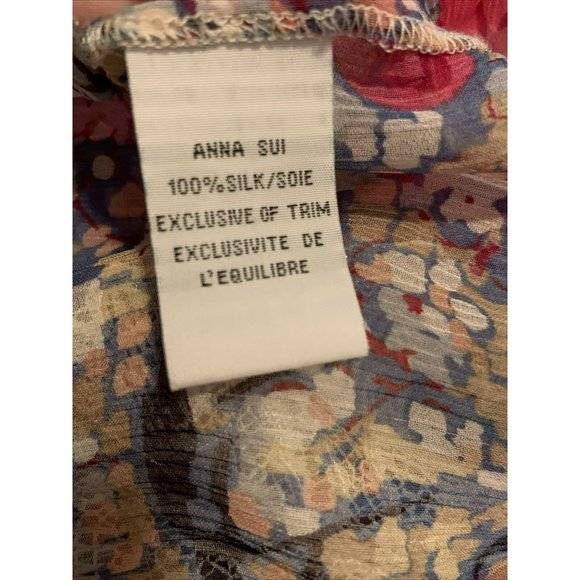 ANNA SUI
100%SILK/SOIE
EXCLUSIVE OF TRIM
EXCLUSIVITE DE
L'EQUILIBRE